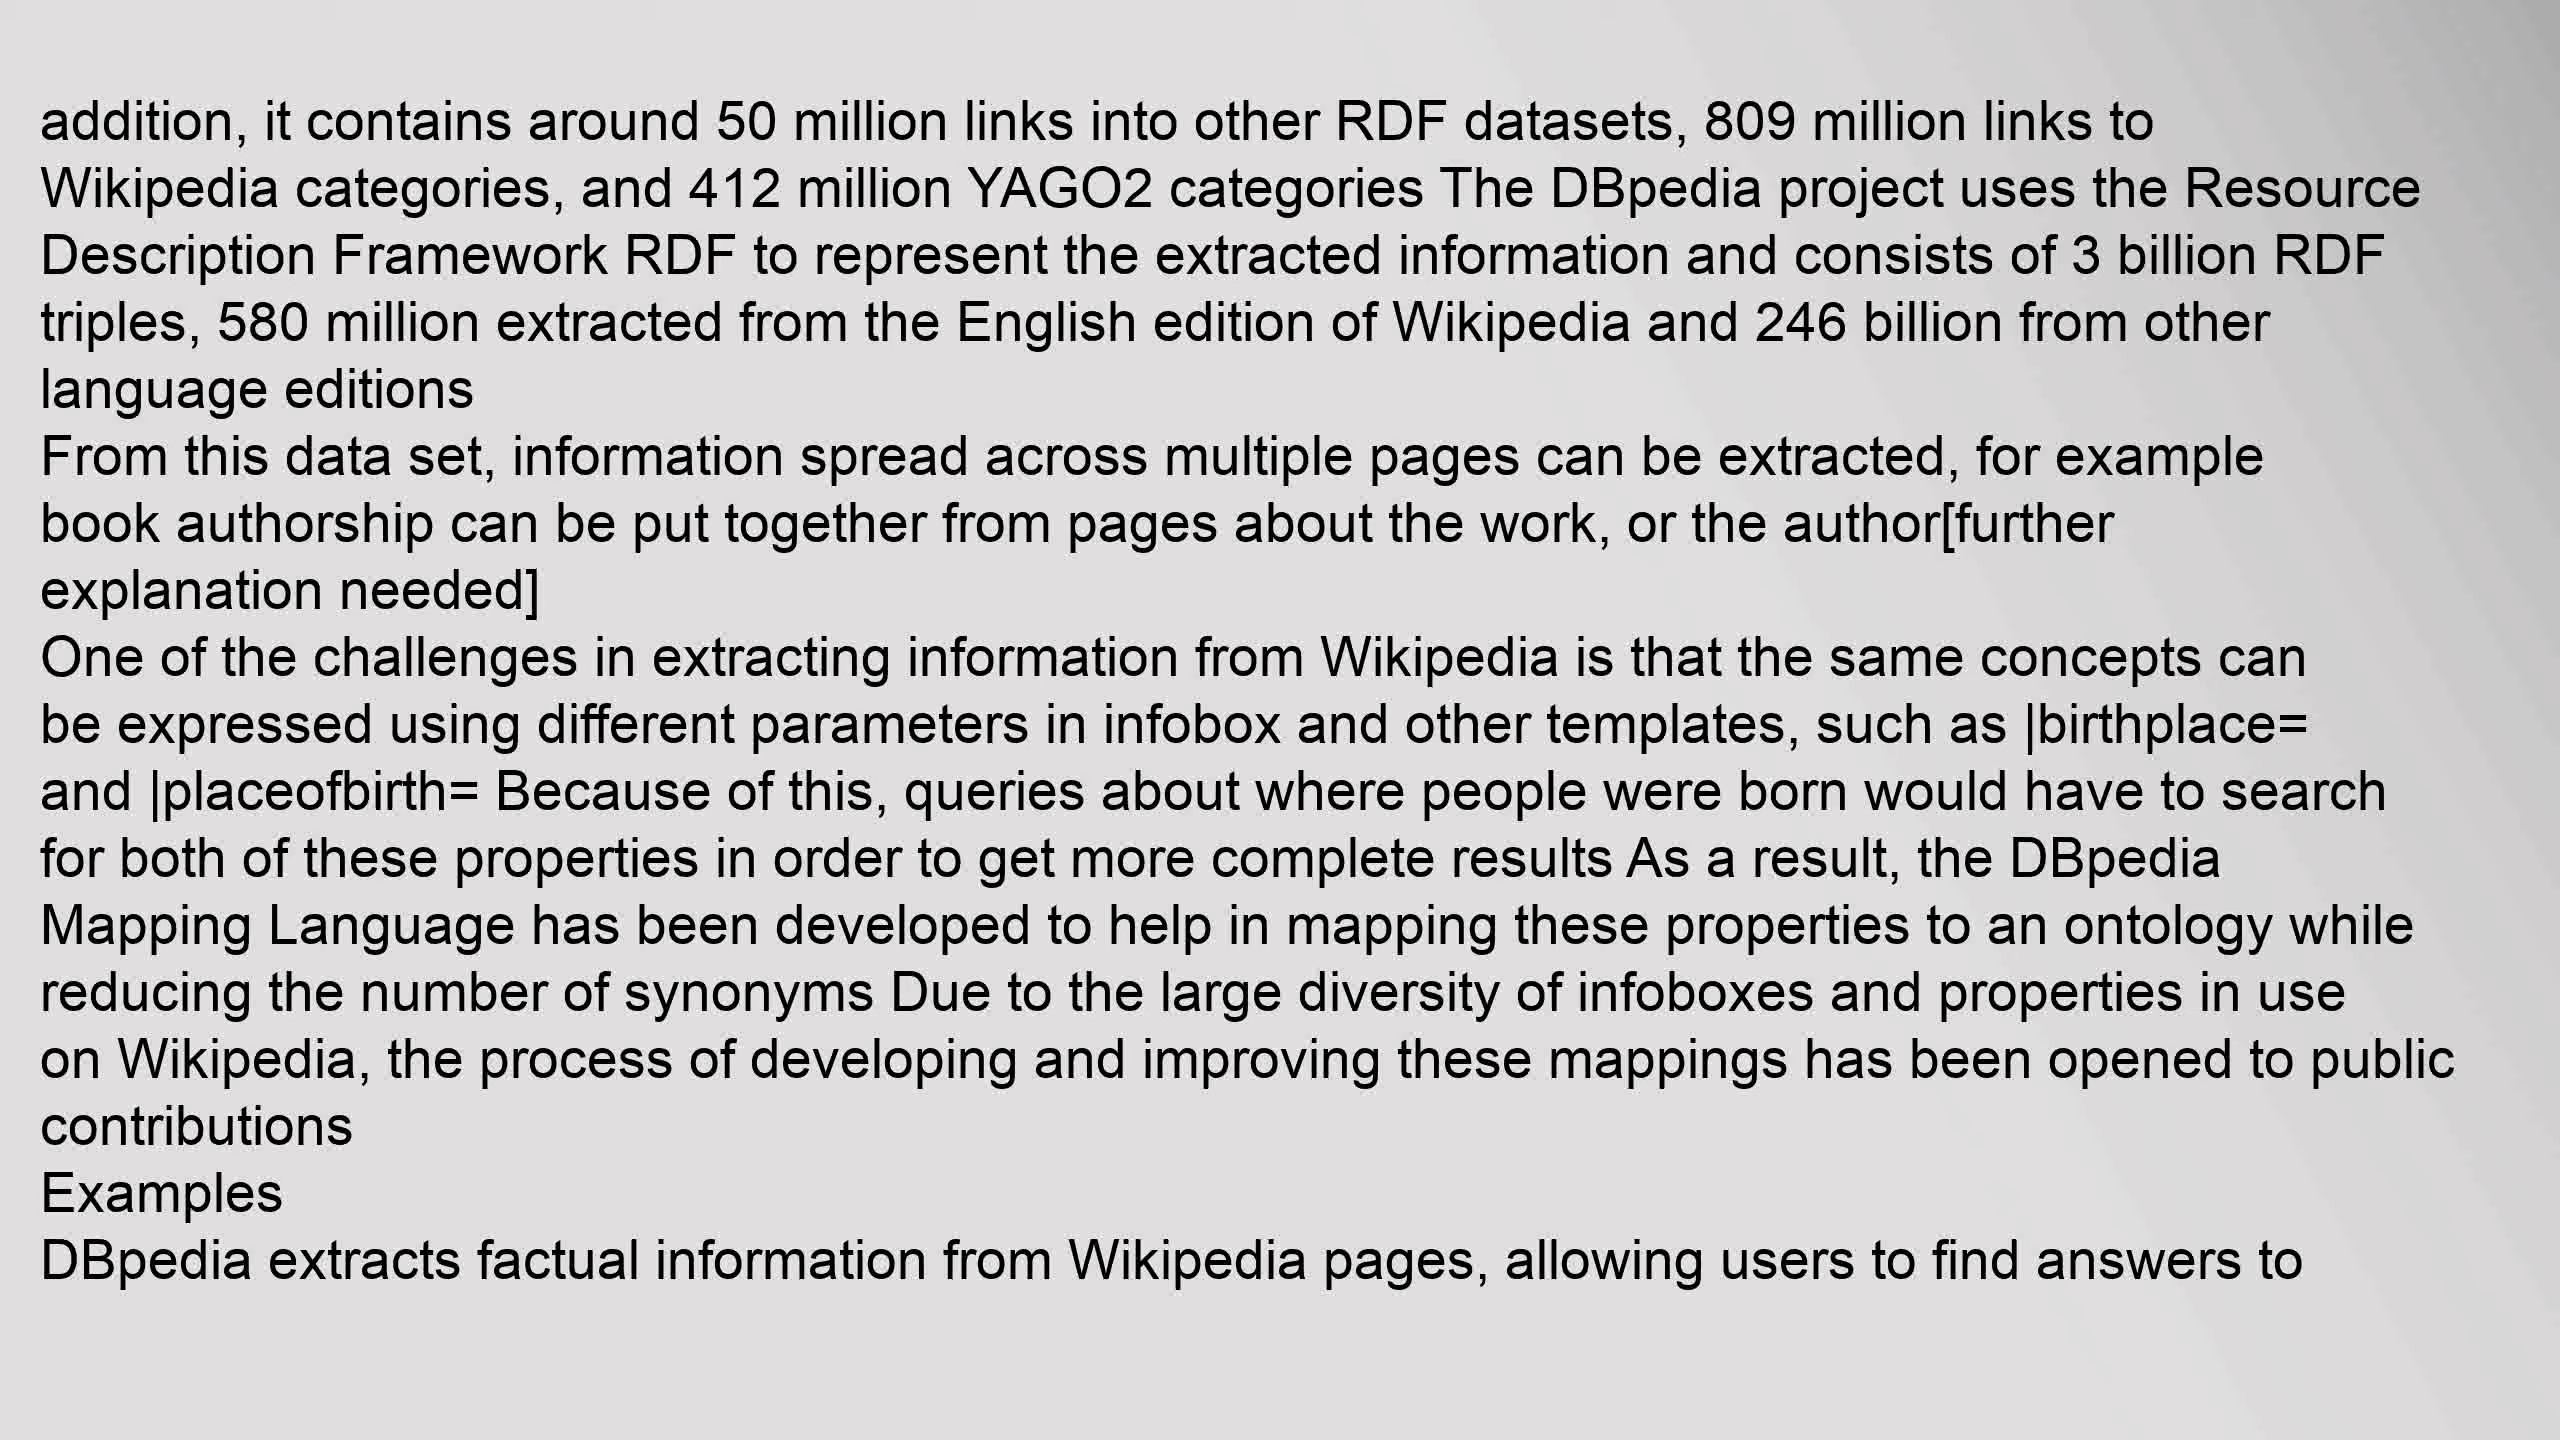 addition, it contains around 50 million links into other RDF datasets, 809 million links to
Wikipedia categories, and 412 million YAGO2 categories The DBpedia project uses the Resource
Description Framework RDF to represent the extracted information and consists of 3 billion RDF
triples, 580 million extracted from the English edition of Wikipedia and 246 billion from other
language editions
From this data set, information spread across multiple pages can be extracted, for example
book authorship can be put together from pages about the work, or the author[further
explanation needed]
One of the challenges in extracting information from Wikipedia is that the same concepts can
be expressed using different parameters in infobox and other templates, such as |birthplace=
and |placeofbirth= Because of this, queries about where people were born would have to search
for both of these properties in order to get more complete results As a result, the DBpedia
Mapping Language has been developed to help in mapping these properties to an ontology while
reducing the number of synonyms Due to the large diversity of infoboxes and properties in use
on Wikipedia, the process of developing and improving these mappings has been opened to public
contributions
Examples
DBpedia extracts factual information from Wikipedia pages, allowing users to find answers to